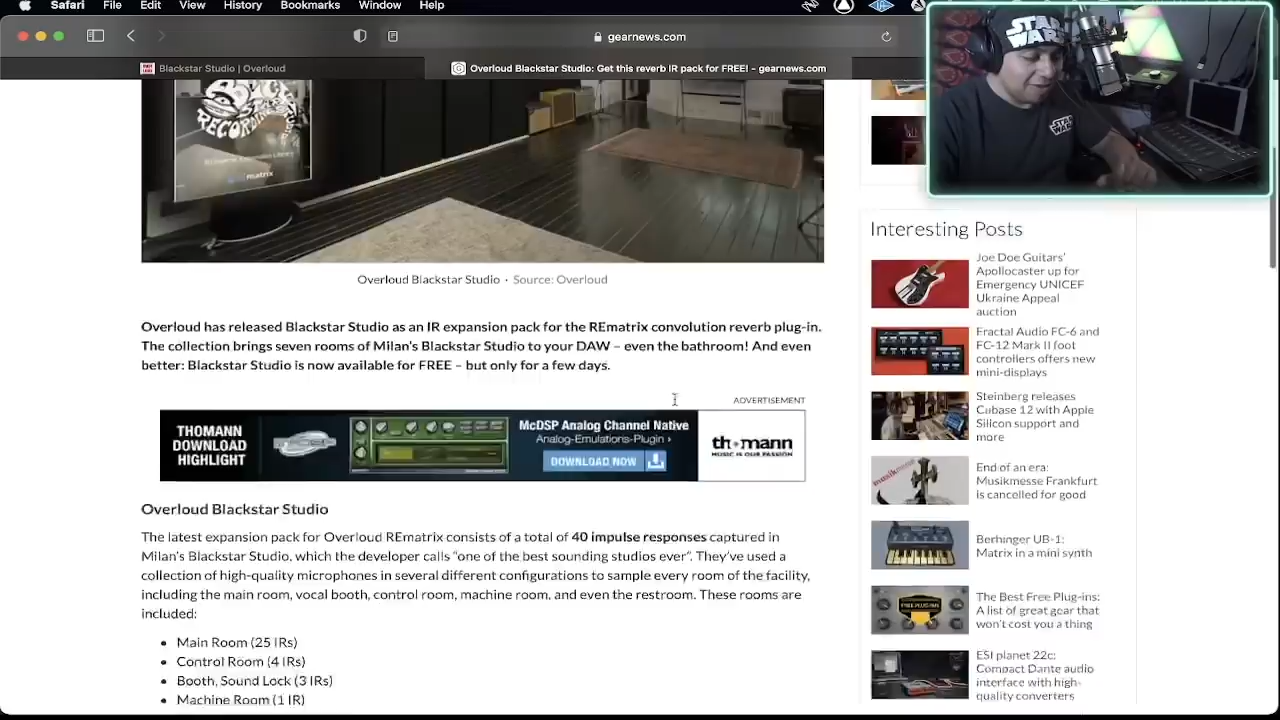 Safari File Edit View History Bookmarks Window Help
gearnews.com
Blackstar Studio | Overloud
Overloud Blackstar Studio: Get this reverb IR pack for FREE! - gearnews.com
STAR
WARS
STAR
WARS
RECORDING
matrix
Overloud Blackstar Studio · Source: Overloud
Overloud has released Blackstar Studio as an IR expansion pack for the REmatrix convolution reverb plug-in.
The collection brings seven rooms of Milan's Blackstar Studio to your DAW – even the bathroom! And even
better: Blackstar Studio is now available for FREE – but only for a few days.
ADVERTISEMENT
THOMANN
DOWNLOAD
HIGHLIGHT
McDSP Analog Channel Native
Analog-Emulations-Plugin ›
DOWNLOAD NOW
th•mann
MUSIC IS OUR PASSION
Overloud Blackstar Studio
The latest expansion pack for Overloud REmatrix consists of a total of 40 impulse responses captured in
Milan's Blackstar Studio, which the developer calls "one of the best sounding studios ever". They've used a
collection of high-quality microphones in several different configurations to sample every room of the facility,
including the main room, vocal booth, control room, machine room, and even the restroom. These rooms are
included:
• Main Room (25 IRs)
• Control Room (4 IRs)
• Booth, Sound Lock (3 IRs)
• Machine Room (1 IR)
Interesting Posts
Joe Doe Guitars'
Apollocaster up for
Emergency UNICEF
Ukraine Appeal
auction
Fractal Audio FC-6 and
FC-12 Mark II foot
controllers offers new
mini-displays
Steinberg releases
Cubase 12 with Apple
Silicon support and
more
End of an era:
Musikmesse Frankfurt
is cancelled for good
Behringer UB-1:
Matrix in a mini synth
FREE PLUG-INS
The Best Free Plug-ins:
A list of great gear that
won't cost you a thing
ESI planet 22c:
Compact Dante audio
interface with high-
quality converters